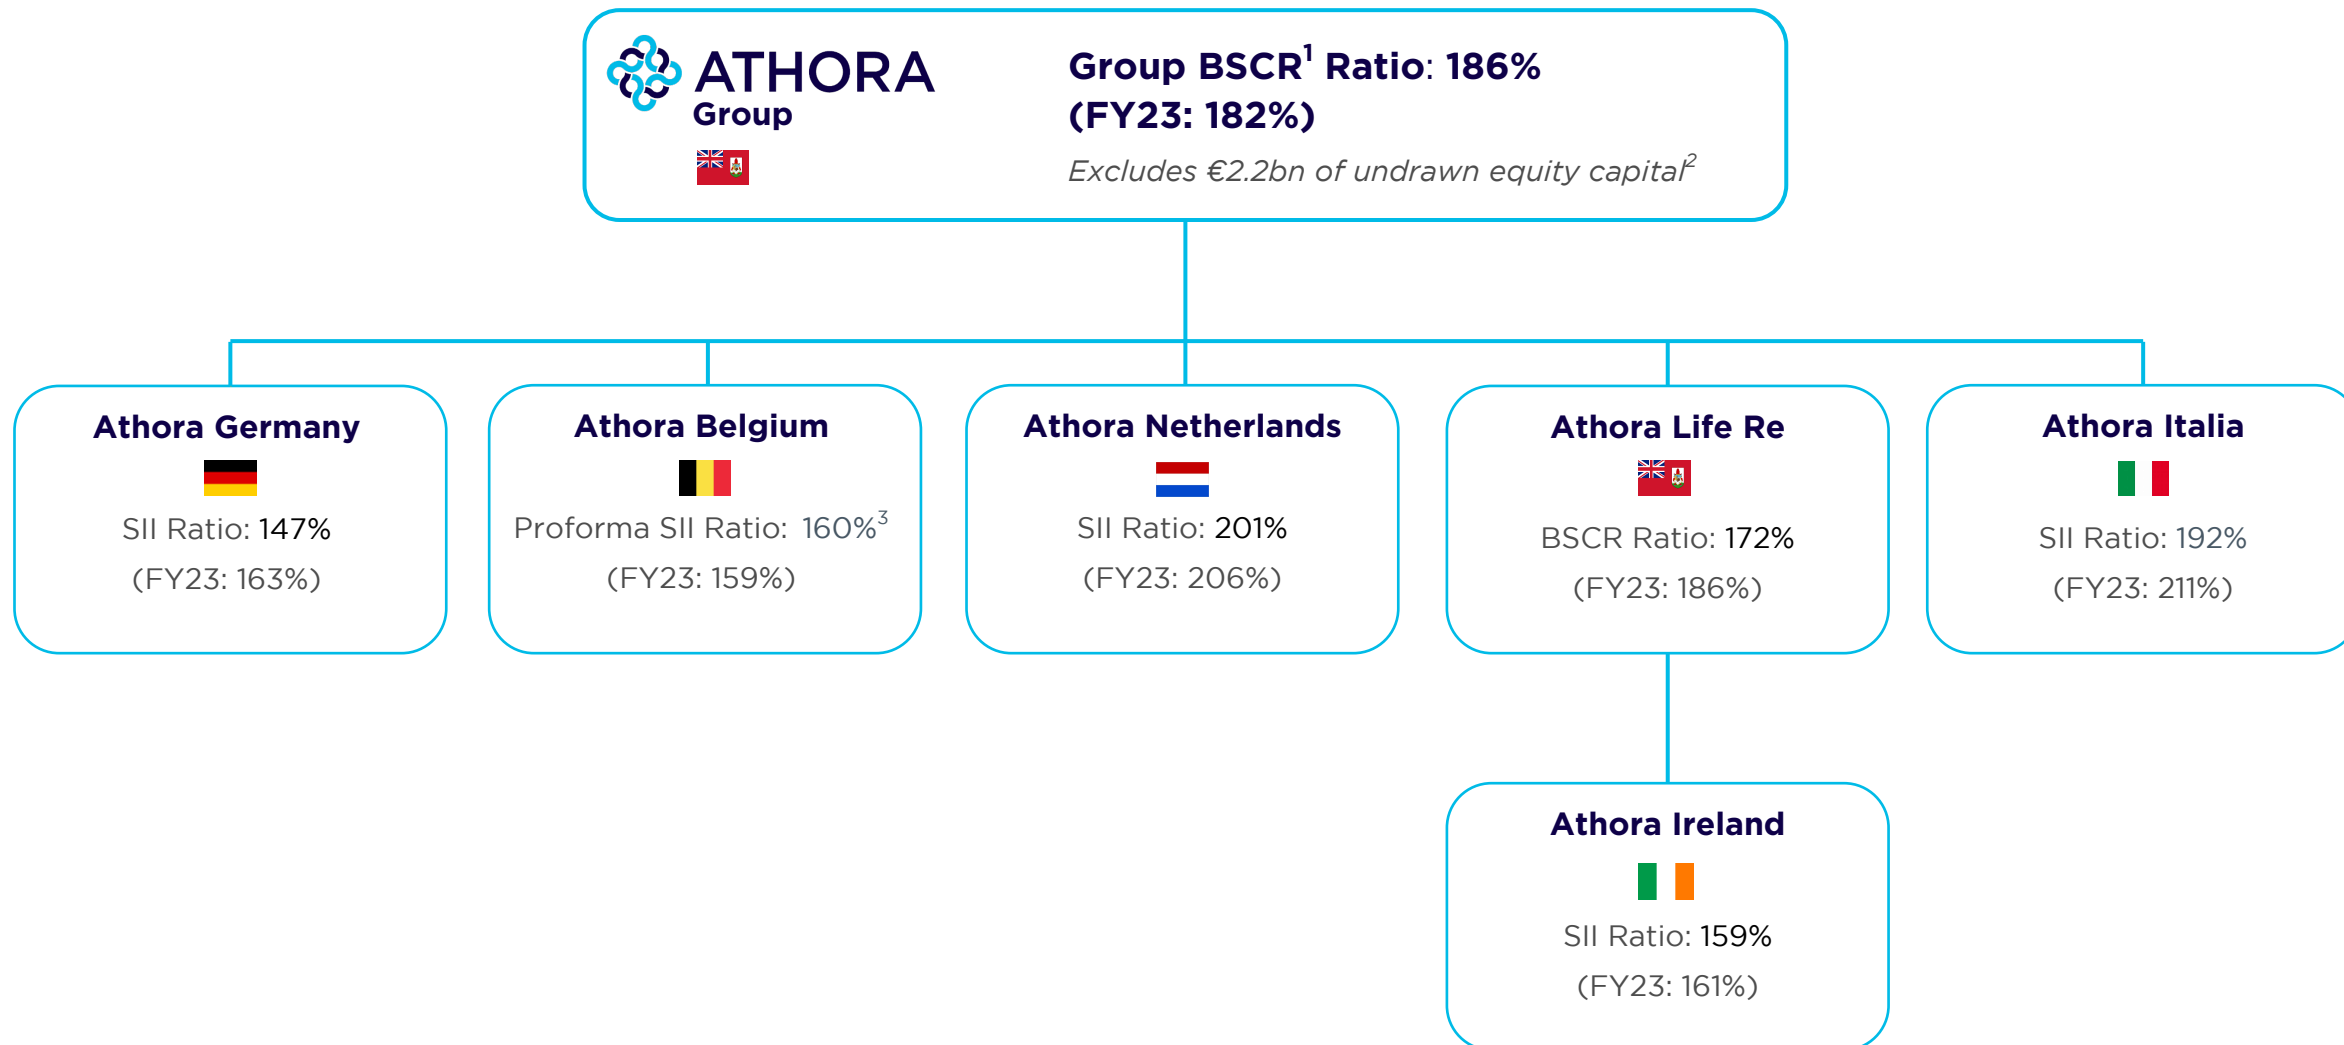 ATHORA
Group
Group BSCR¹ Ratio: 186%
(FY23: 182%)
Excludes €2.2bn of undrawn equity capital²
Athora Germany
SII Ratio: 147%
(FY23: 163%)
Athora Belgium
Proforma SII Ratio: 160%³
(FY23: 159%)
Athora Netherlands
SII Ratio: 201%
(FY23: 206%)
Athora Life Re
BSCR Ratio: 172%
(FY23: 186%)
Athora Italia
SII Ratio: 192%
(FY23: 211%)
Athora Ireland
SII Ratio: 159%
(FY23: 161%)